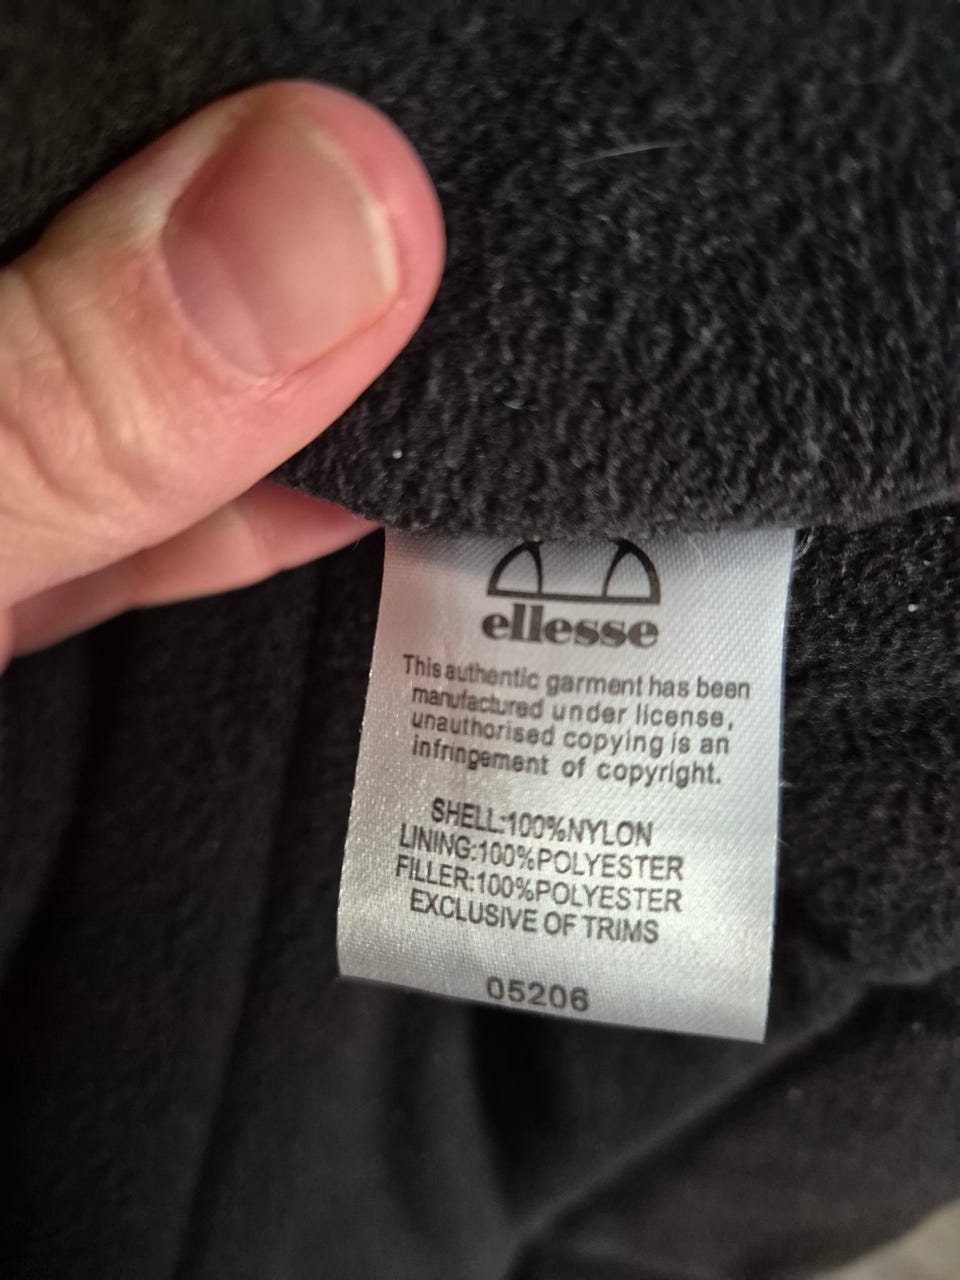 ellesse
This authentic garment has been
manufactured under license,
unauthorised copying is an
infringement of copyright.
SHELL:100%NYLON
LINING:100%POLYESTER
FILLER:100%POLYESTER
EXCLUSIVE OF TRIMS
05206